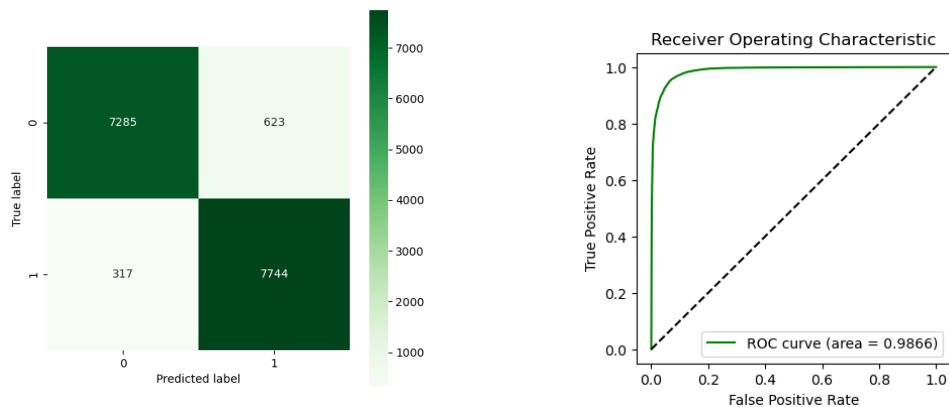 7285 623
317 7744
0
1
True label
0 1
Predicted label
7000
6000
5000
4000
3000
2000
1000
Receiver Operating Characteristic
1.0
0.8
0.6
0.4
0.2
0.0
True Positive Rate
ROC curve (area = 0.9866)
0.0 0.2 0.4 0.6 0.8 1.0
False Positive Rate